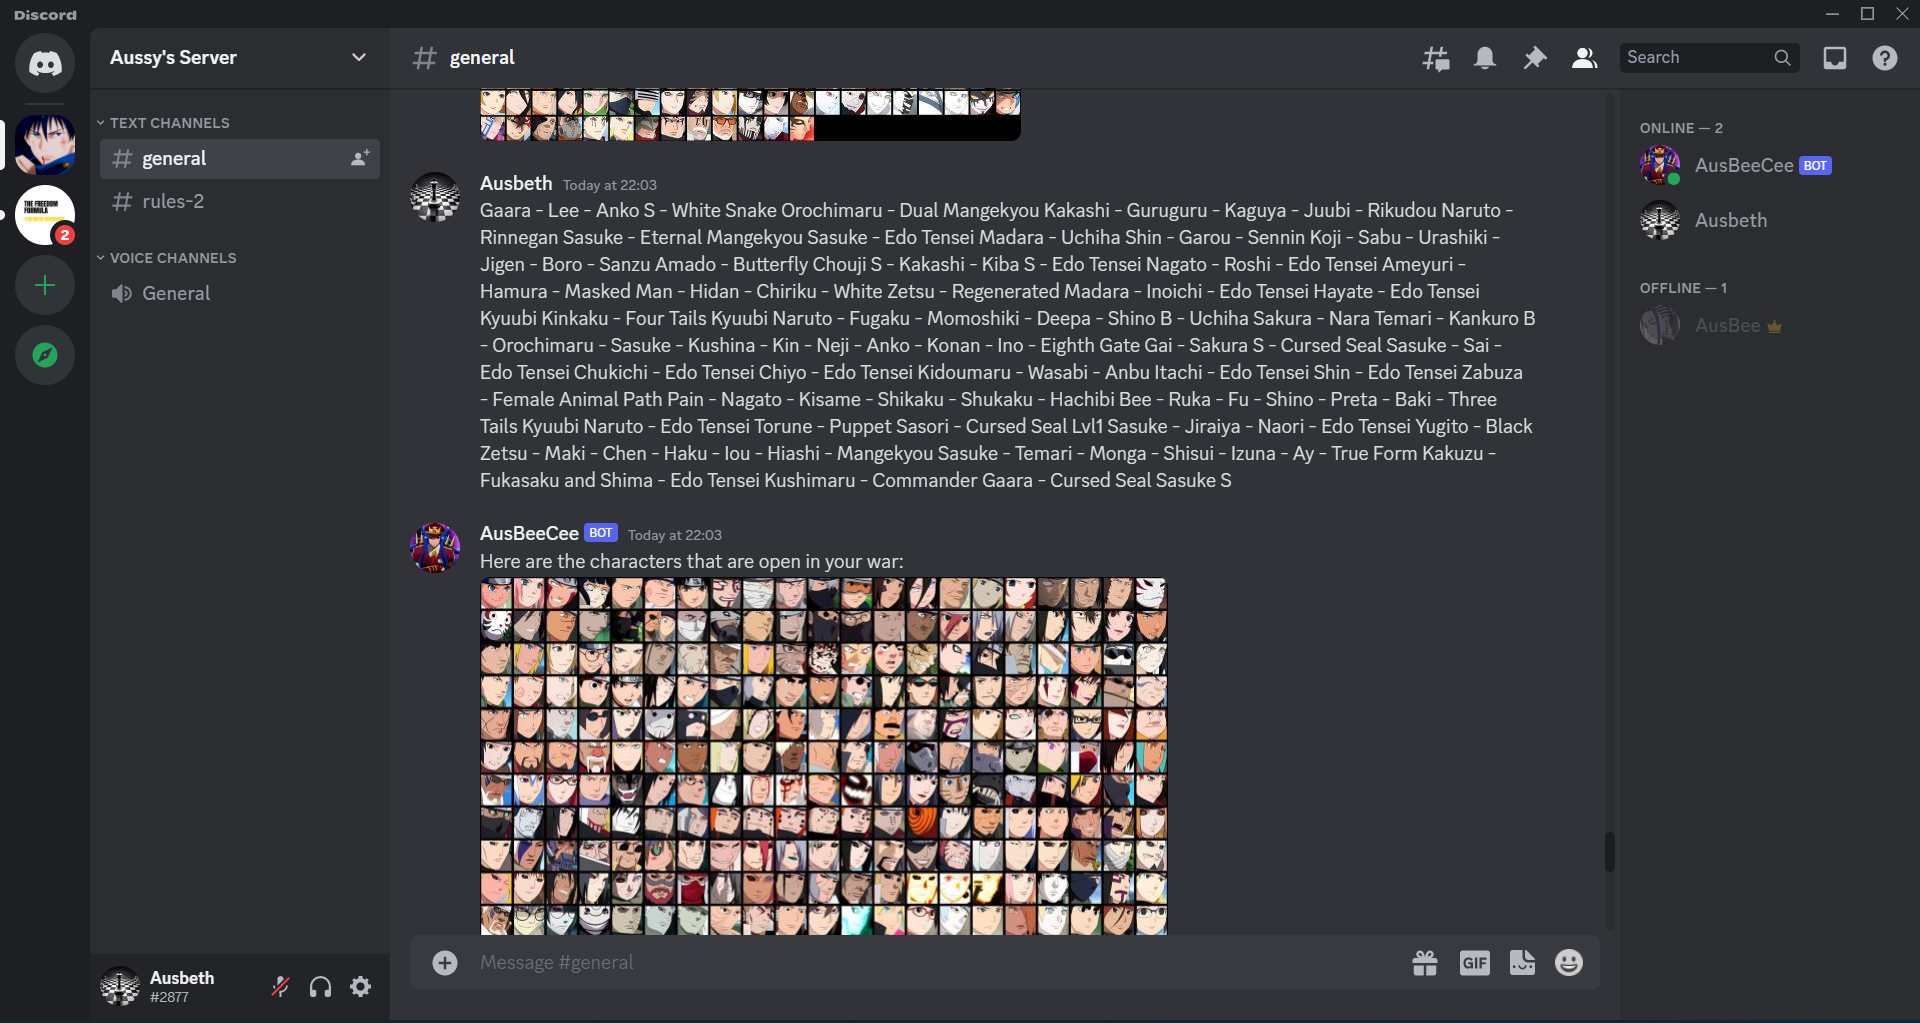 Discord
Aussy's Server
general
Search
TEXT CHANNELS
general
rules-2
VOICE CHANNELS
General
THE FREEDOM
FORMULA
2
Ausbeth Today at 22:03
Gaara - Lee - Anko S - White Snake Orochimaru - Dual Mangekyou Kakashi - Guruguru - Kaguya - Juubi - Rikudou Naruto -
Rinnegan Sasuke - Eternal Mangekyou Sasuke - Edo Tensei Madara - Uchiha Shin - Garou - Sennin Koji - Sabu - Urashiki -
Jigen - Boro - Sanzu Amado - Butterfly Chouji S - Kakashi - Kiba S - Edo Tensei Nagato - Roshi - Edo Tensei Ameyuri -
Hamura - Masked Man - Hidan - Chiriku - White Zetsu - Regenerated Madara - Inoichi - Edo Tensei Hayate - Edo Tensei
Kyuubi Kinkaku - Four Tails Kyuubi Naruto - Fugaku - Momoshiki - Deepa - Shino B - Uchiha Sakura - Nara Temari - Kankuro B
- Orochimaru - Sasuke - Kushina - Kin - Neji - Anko - Konan - Ino - Eighth Gate Gai - Sakura S - Cursed Seal Sasuke - Sai -
Edo Tensei Chukichi - Edo Tensei Chiyo - Edo Tensei Kidoumaru - Wasabi - Anbu Itachi - Edo Tensei Shin - Edo Tensei Zabuza
- Female Animal Path Pain - Nagato - Kisame - Shikaku - Shukaku - Hachibi Bee - Ruka - Fu - Shino - Preta - Baki - Three
Tails Kyuubi Naruto - Edo Tensei Torune - Puppet Sasori - Cursed Seal Lvl1 Sasuke - Jiraiya - Naori - Edo Tensei Yugito - Black
Zetsu - Maki - Chen - Haku - Iou - Hiashi - Mangekyou Sasuke - Temari - Monga - Shisui - Izuna - Ay - True Form Kakuzu -
Fukasaku and Shima - Edo Tensei Kushimaru - Commander Gaara - Cursed Seal Sasuke S
AusBeeCee BOT Today at 22:03
Here are the characters that are open in your war:
Message #general
GIF
Ausbeth
#2877
ONLINE — 2
AusBeeCee BOT
Ausbeth
OFFLINE — 1
AusBee